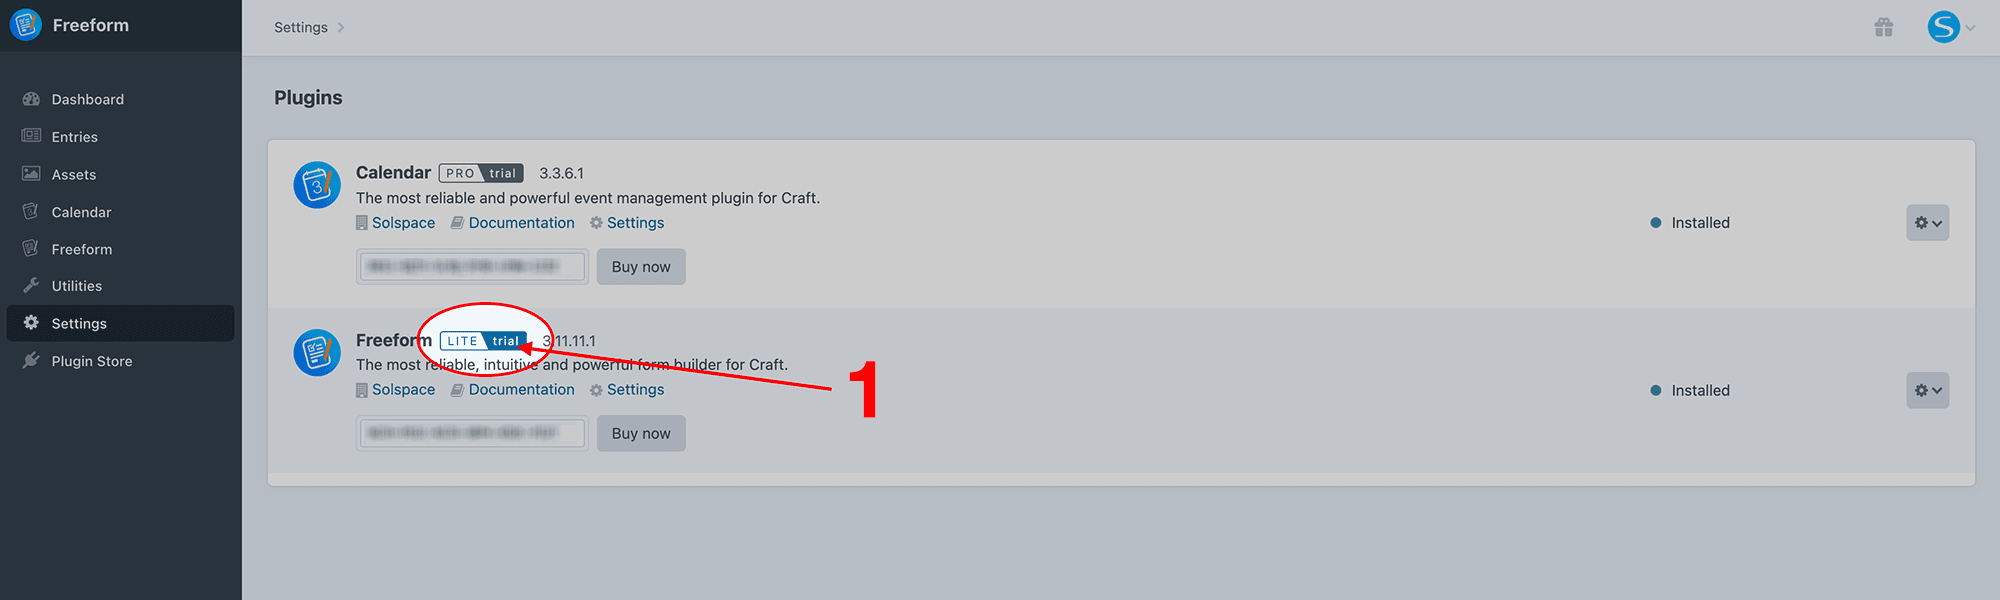 Freeform
Settings
S
Dashboard
Entries
Assets
Calendar
Freeform
Utilities
Settings
Plugin Store
Plugins
3
Calendar PRO trial 3.3.6.1
The most reliable and powerful event management plugin for Craft.
Solspace Documentation Settings
Installed
Buy now
Freeform LITE trial 3.11.11.1
The most reliable, intuitive and powerful form builder for Craft.
Solspace Documentation Settings
1
Installed
Buy now